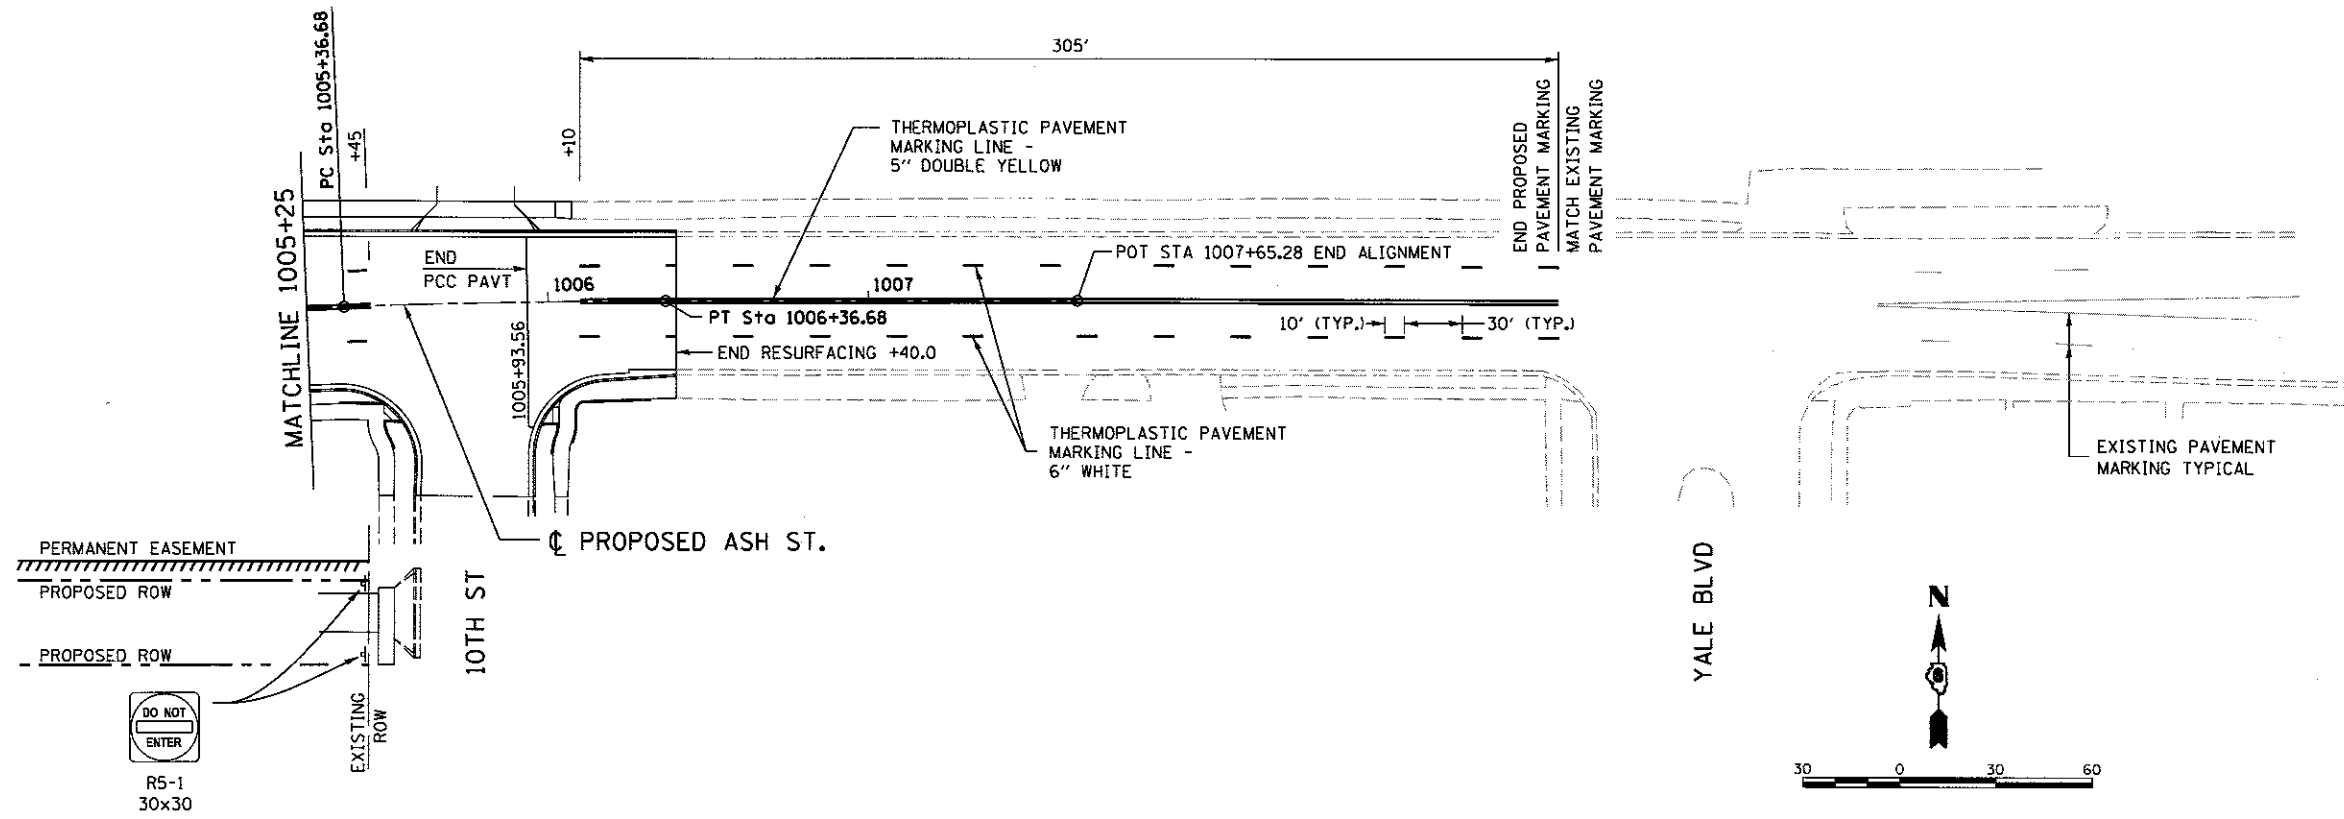 PC Sta 1005+36.68
+45
+10
305'
THERMOPLASTIC PAVEMENT
MARKING LINE -
5" DOUBLE YELLOW
END PROPOSED
PAVEMENT MARKING
MATCH EXISTING
PAVEMENT MARKING
MATCHLINE 1005+25
END
PCC PAVT
1006
1007
POT STA 1007+65.28 END ALIGNMENT
PT Sta 1006+36.68
10' (TYP.)
30' (TYP.)
END RESURFACING +40.0
1005+93.56
THERMOPLASTIC PAVEMENT
MARKING LINE -
6" WHITE
EXISTING PAVEMENT
MARKING TYPICAL
℄ PROPOSED ASH ST.
PERMANENT EASEMENT
PROPOSED ROW
PROPOSED ROW
10TH ST
YALE BLVD
EXISTING
ROW
DO NOT
ENTER
R5-1
30x30
N
30 0 30 60